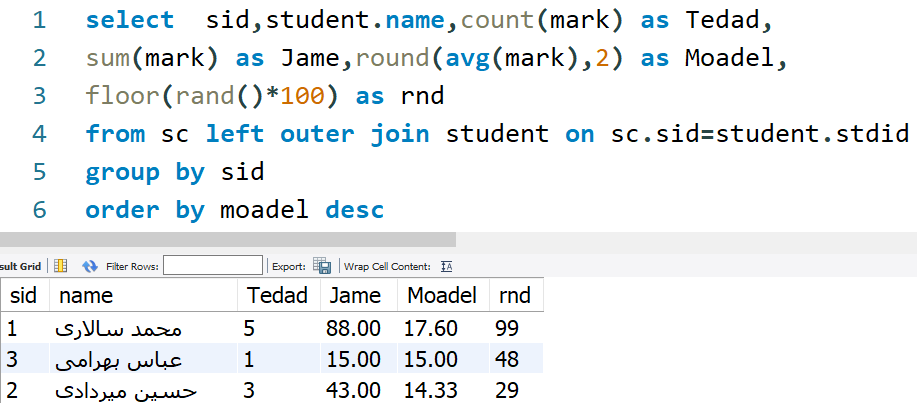 1 select  sid,student.name,count(mark) as Tedad,
2 sum(mark) as Jame,round(avg(mark),2) as Moadel,
3 floor(rand()*100) as rnd
4 from sc left outer join student on sc.sid=student.stdid
5 group by sid
6 order by moadel desc
sult Grid Filter Rows: Export: Wrap Cell Content: IA
sid name Tedad Jame Moadel rnd
1 محمد سالاری 5 88.00 17.60 99
3 عباس بهرامی 1 15.00 15.00 48
2 حسین میردادی 3 43.00 14.33 29